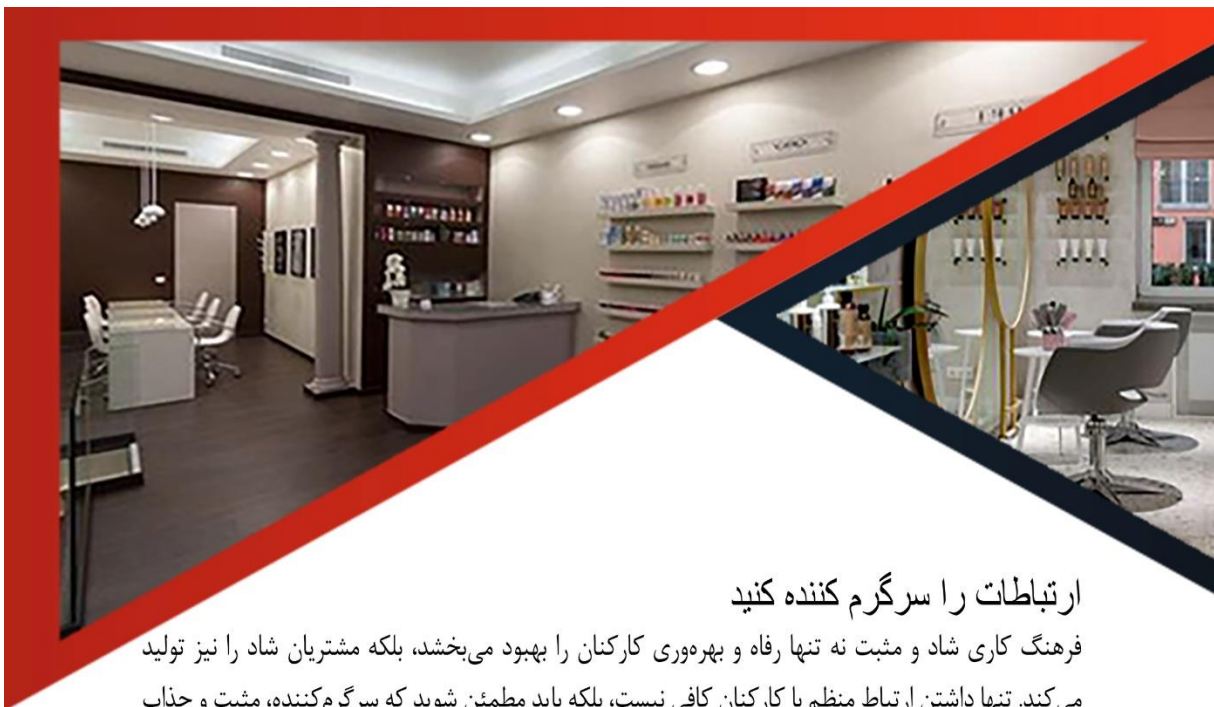 ارتباطات را سرگرم کننده کنید
فرهنگ کاری شاد و مثبت نه تنها رفاه و بهره‌وری کارکنان را بهبود می‌بخشد، بلکه مشتریان شاد را نیز تولید
می‌کند. تنها داشتن ارتباط منظم با کارکنان کافی نیست، بلکه باید مطمئن شوید که سرگرم‌کننده، مثبت و جذاب